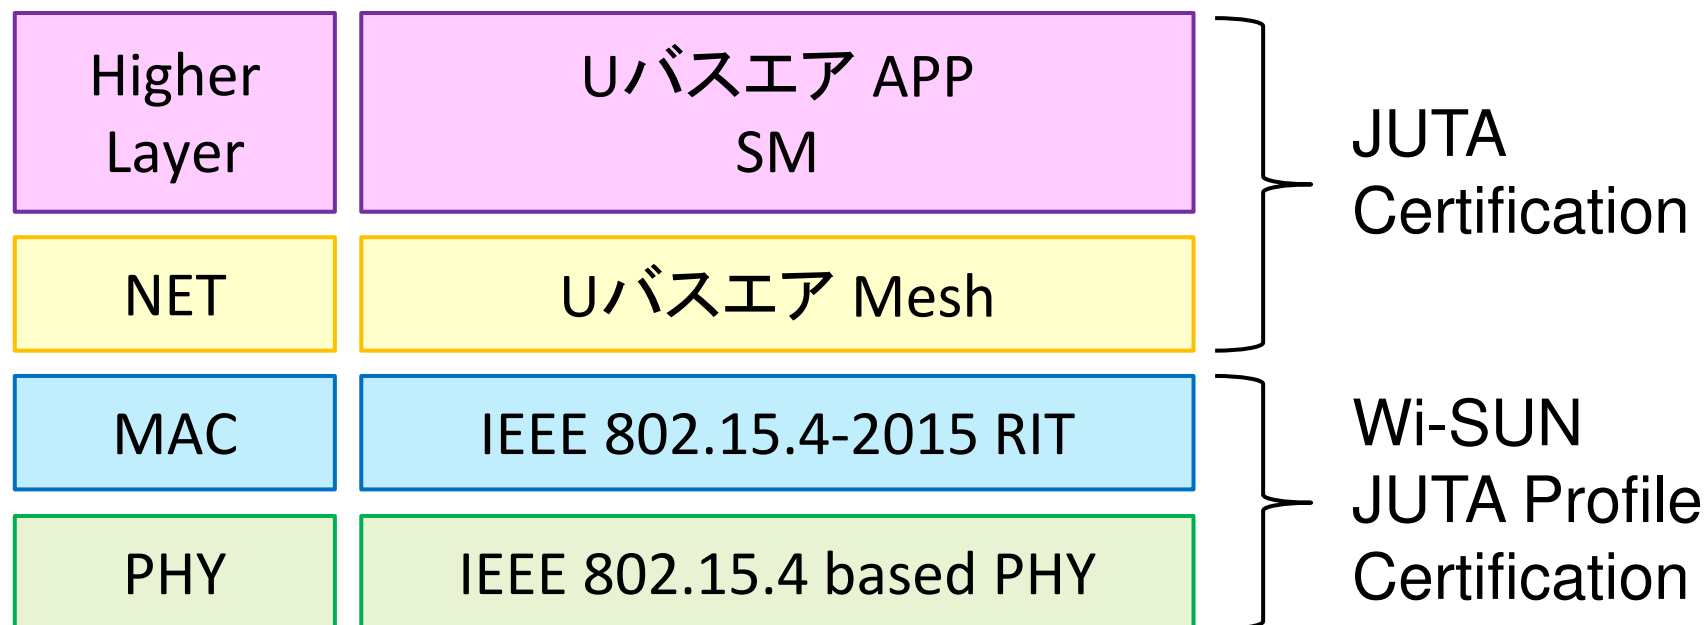 Higher
Layer
Uバスエア APP
SM
JUTA
Certification
NET
Uバスエア Mesh
MAC
IEEE 802.15.4-2015 RIT
Wi-SUN
JUTA Profile
Certification
PHY
IEEE 802.15.4 based PHY